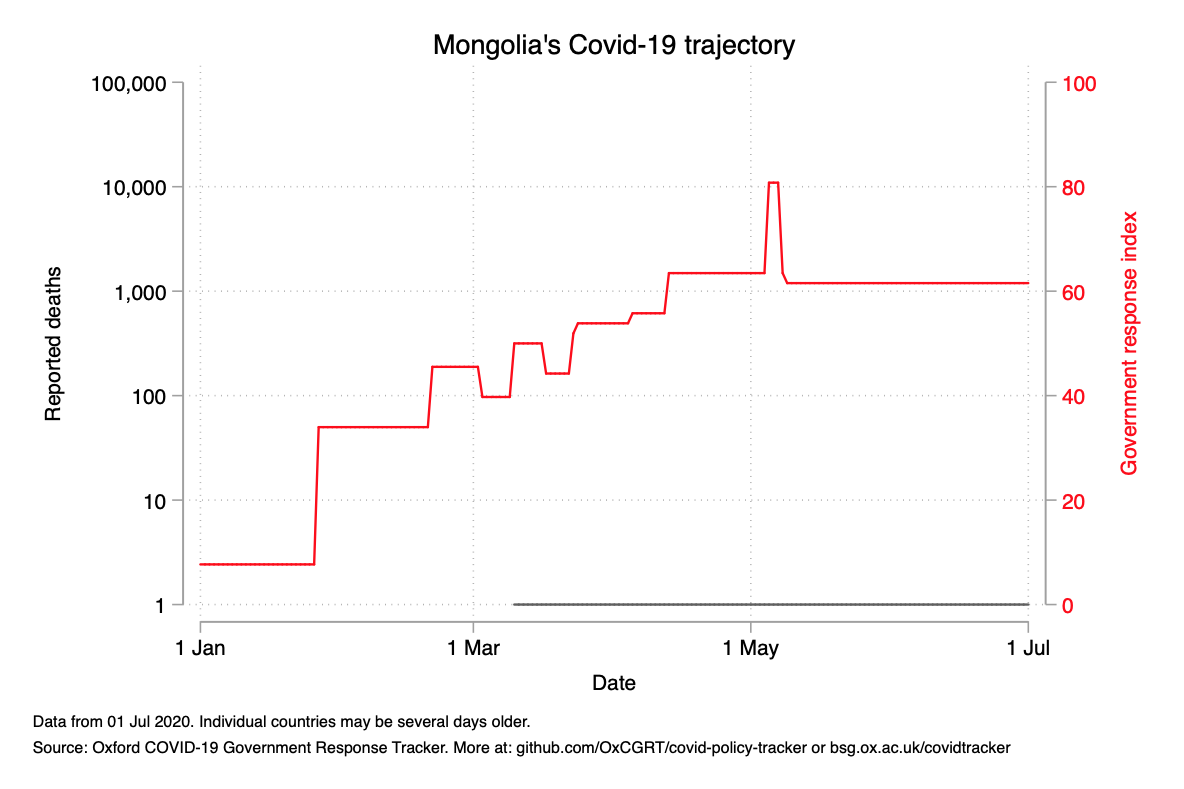 Mongolia's Covid-19 trajectory
100,000
10,000
1,000
100
10
1
Reported deaths
100
80
60
40
20
0
Government response index
1 Jan
1 Mar
1 May
1 Jul
Date
Data from 01 Jul 2020. Individual countries may be several days older.
Source: Oxford COVID-19 Government Response Tracker. More at: github.com/OxCGRT/covid-policy-tracker or bsg.ox.ac.uk/covidtracker